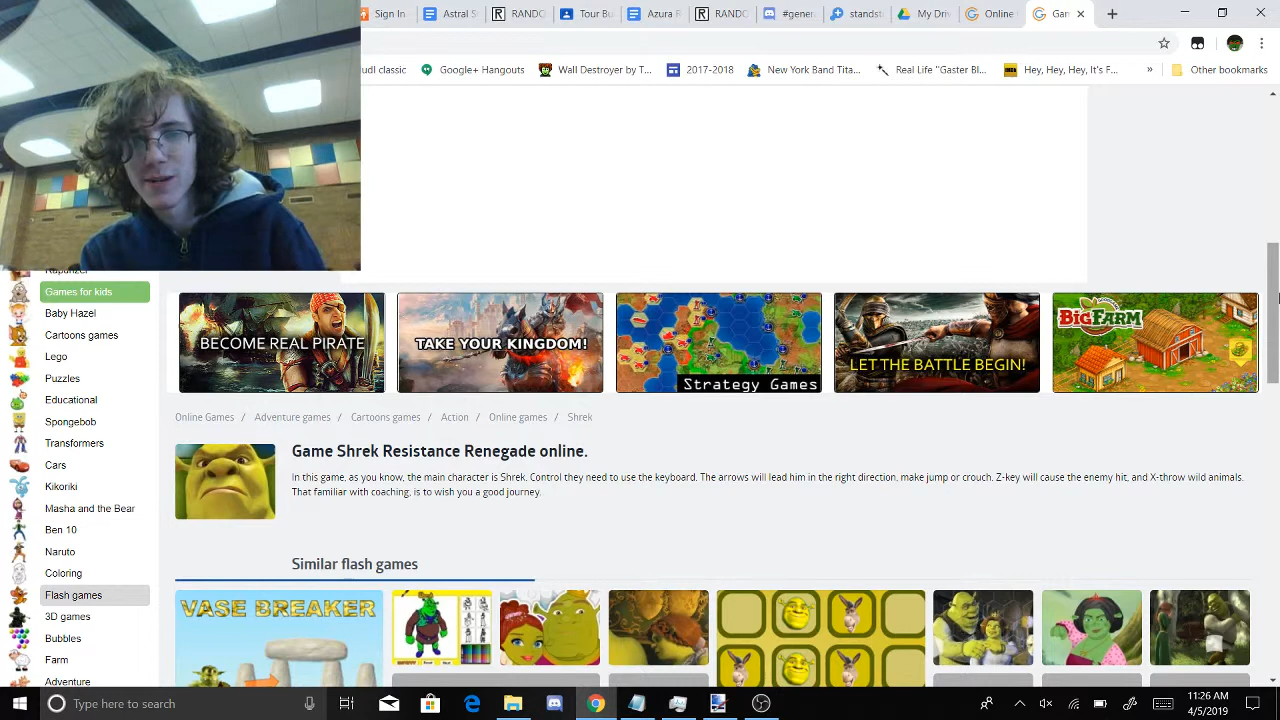 Sign In
Astral S
RANDO
Tour Bu
Azura R
RANDO
#gener
standst
My Driv
Online
Gam
udl classic
Google+ Hangouts
Wall Destroyer by T...
2017-2018
New York Band Tita...
Real Life "Gaster Bl...
Hey, Hey, Hey, It's F...
»
Other bookmarks
Games for kids
Baby Hazel
Cartoons games
Lego
Puzzles
Educational
Spongebob
Transformers
Cars
Kikoriki
Masha and the Bear
Ben 10
Naruto
Coloring
Flash games
3D games
Bubbles
Farm
Adventure
BECOME REAL PIRATE
TAKE YOUR KINGDOM!
Strategy Games
LET THE BATTLE BEGIN!
BIGFARM
Online Games / Adventure games / Cartoons games / Action / Online games / Shrek
Game Shrek Resistance Renegade online.
In this game, as you know, the main character is Shrek. Control they need to use the keyboard. The arrows will lead him in the right direction, make jump or crouch. Z-key will cause the enemy hit, and X-throw wild animals.
That familiar with coaching, is to wish you a good journey.
Similar flash games
VASE BREAKER
Type here to search
11:26 AM
4/5/2019